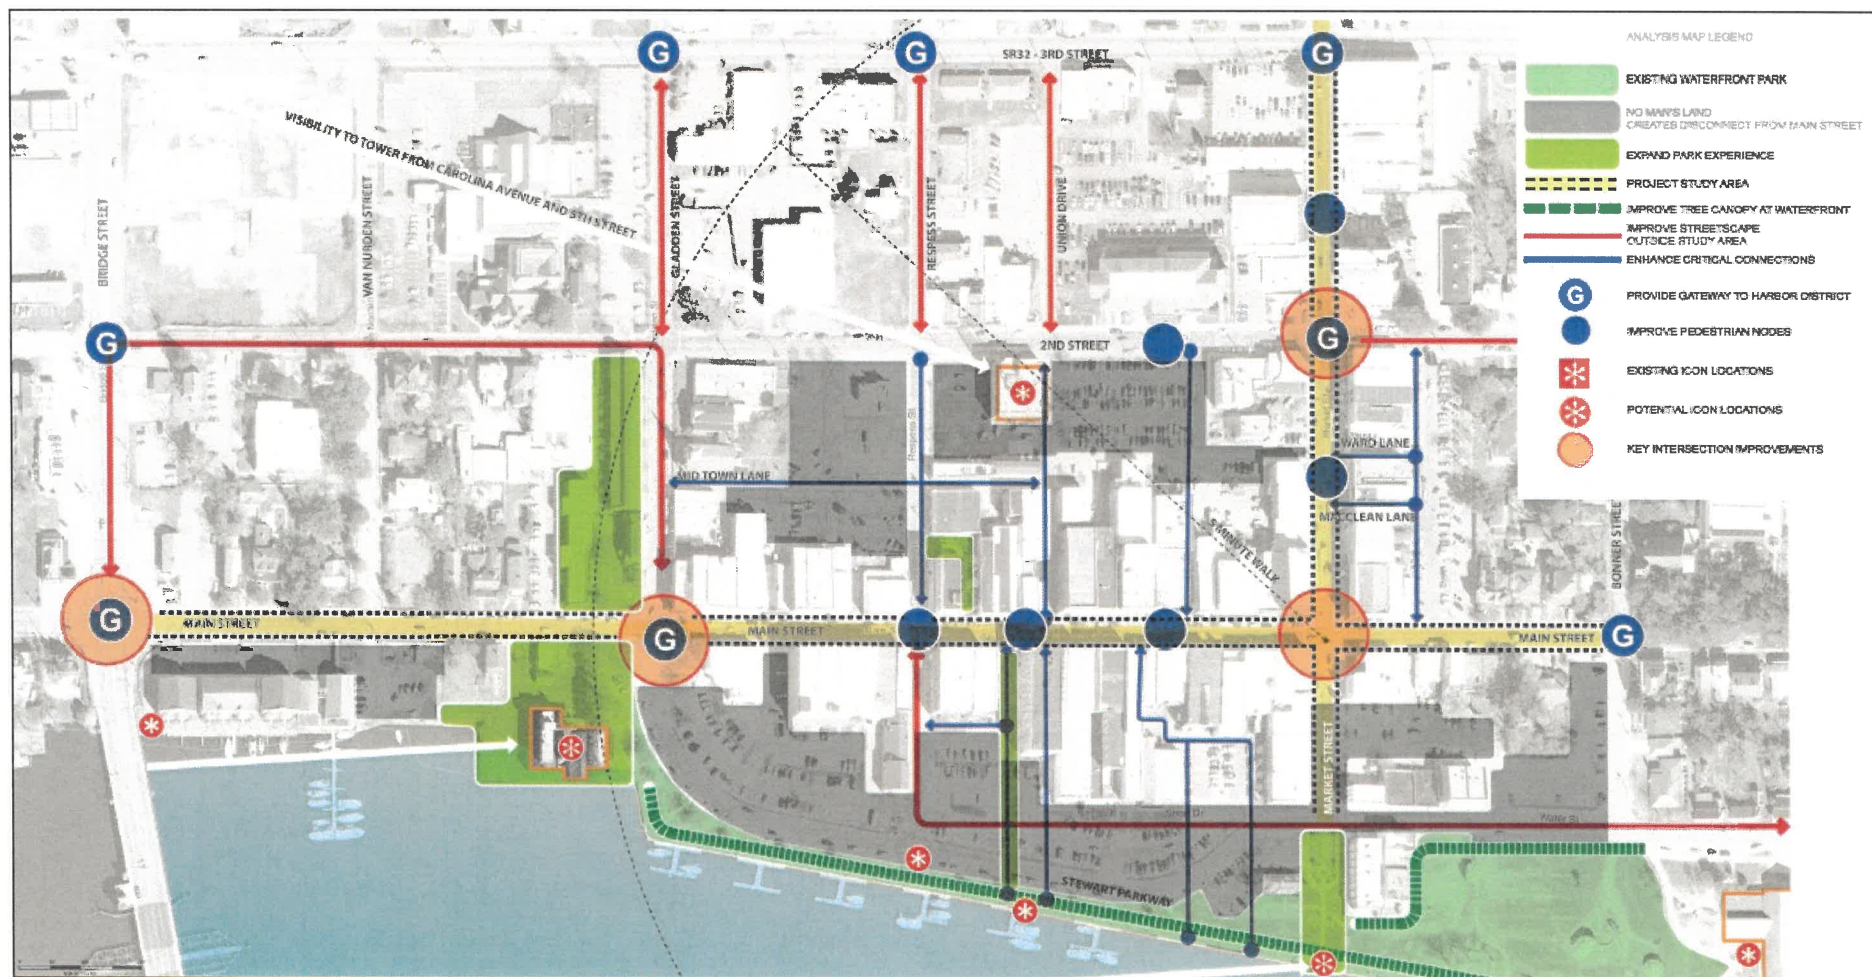 SR32 - 3RD STREET
G
G
G
VISIBILITY TO TOWER FROM CAROLINA AVENUE AND 5TH STREET
BRIDGE STREET
VAN NURDEN STREET
GLADDEN STREET
RESPESS STREET
UNION DRIVE
G
2ND STREET
G
Respess St
MID TOWN LANE
WARD LANE
MACCLEAN LANE
5 MINUTE WALK
BONNER STREET
G
MAIN STREET
G
MAIN STREET
MAIN STREET
G
MARKET STREET
Water St
STEWART PARKWAY
ANALYSIS MAP LEGEND
EXISTING WATERFRONT PARK
NO MAN'S LAND
CREATES DISCONNECT FROM MAIN STREET
EXPAND PARK EXPERIENCE
PROJECT STUDY AREA
IMPROVE TREE CANOPY AT WATERFRONT
IMPROVE STREETSCAPE
OUTSIDE STUDY AREA
ENHANCE CRITICAL CONNECTIONS
G
PROVIDE GATEWAY TO HARBOR DISTRICT
IMPROVE PEDESTRIAN NODES
EXISTING ICON LOCATIONS
POTENTIAL ICON LOCATIONS
KEY INTERSECTION IMPROVEMENTS